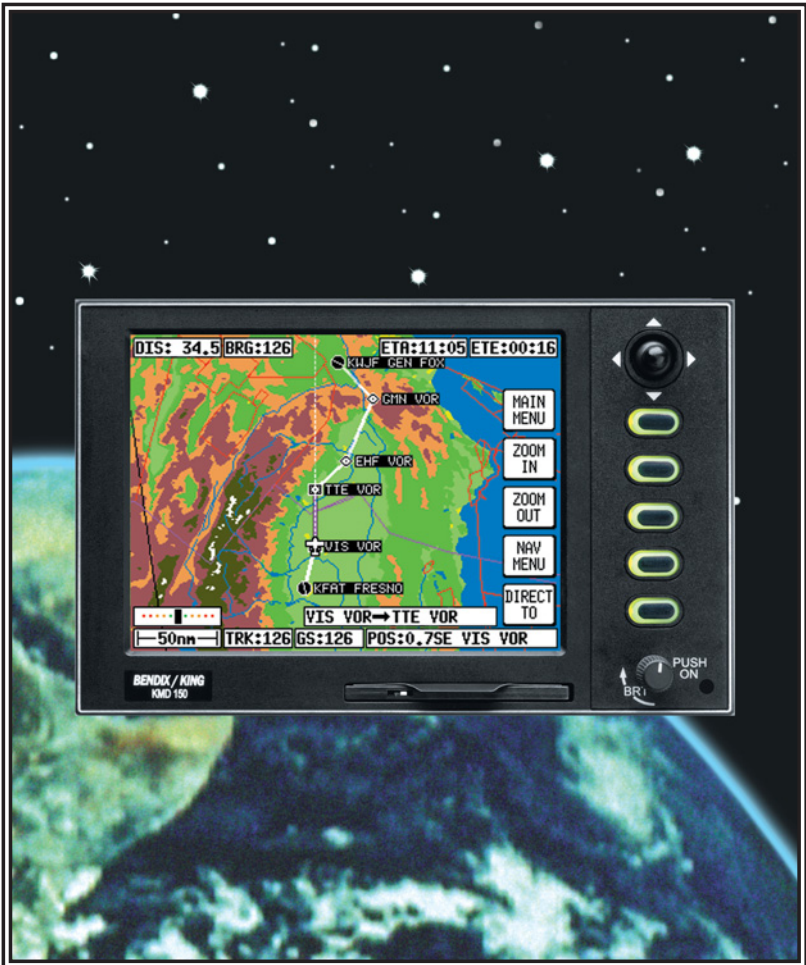 DIS: 34.5 BRG:126 ETA:11:05 ETE:00:16
KWJF GEN FOX
GMN VOR
MAIN
MENU
EHF VOR
ZOOM
IN
TTE VOR
ZOOM
OUT
VIS VOR
NAV
MENU
KFAT FRESNO
DIRECT
TO
VIS VOR→TTE VOR
50nm TRK:126 GS:126 POS:0.7SE VIS VOR
PUSH
ON
BRT
BENDIX/KING
KMD 150